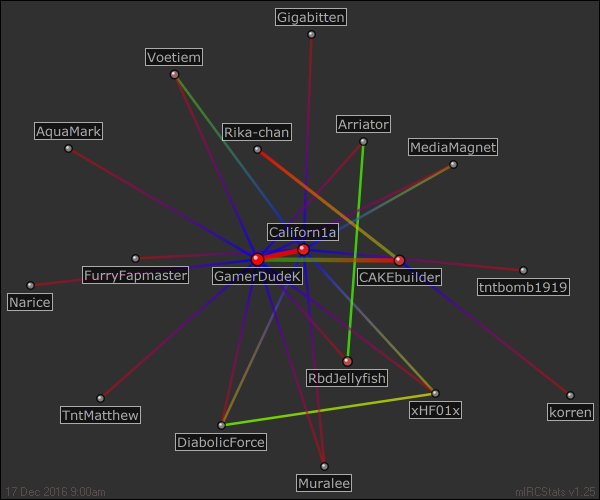 Gigabitten
Voetiem
Arriator
AquaMark
Rika-chan
MediaMagnet
Californ1a
FurryFapmaster
GamerDudeK
CAKEbuilder
tntbomb1919
Narice
RbdJellyfish
TntMatthew
xHF01x
korren
DiabolicForce
Muralee
17 Dec 2016 9:00am
mIRCStats v1.25